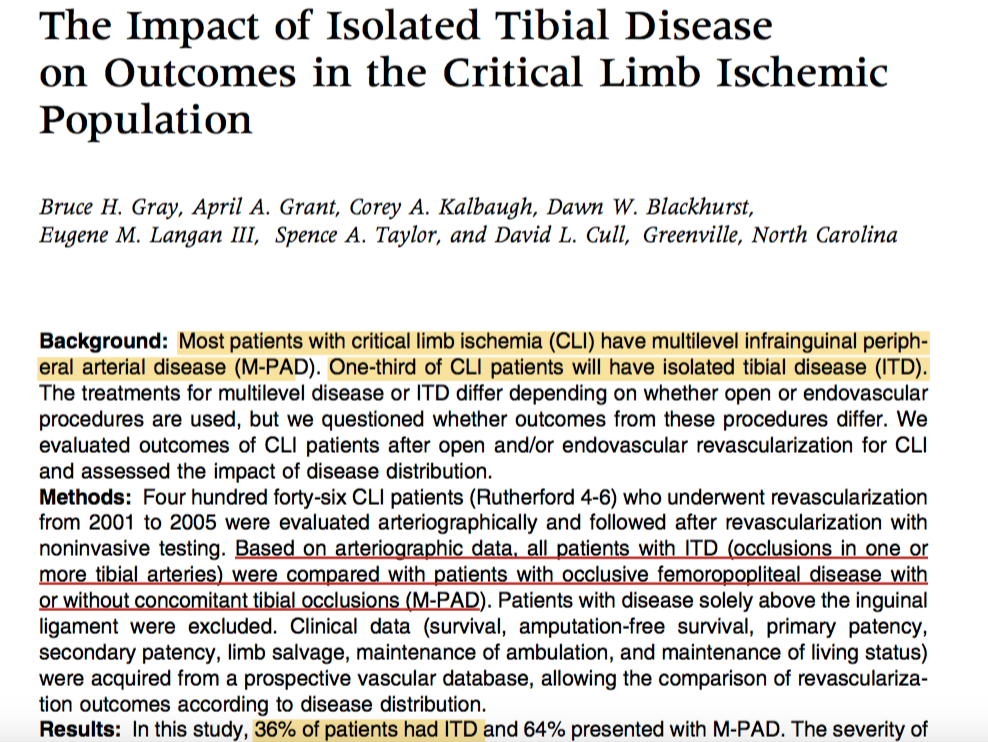 The Impact of Isolated Tibial Disease
on Outcomes in the Critical Limb Ischemic
Population
Bruce H. Gray, April A. Grant, Corey A. Kalbaugh, Dawn W. Blackhurst,
Eugene M. Langan III, Spence A. Taylor, and David L. Cull, Greenville, North Carolina
Background: Most patients with critical limb ischemia (CLI) have multilevel infrainguinal periph-
eral arterial disease (M-PAD). One-third of CLI patients will have isolated tibial disease (ITD).
The treatments for multilevel disease or ITD differ depending on whether open or endovascular
procedures are used, but we questioned whether outcomes from these procedures differ. We
evaluated outcomes of CLI patients after open and/or endovascular revascularization for CLI
and assessed the impact of disease distribution.
Methods: Four hundred forty-six CLI patients (Rutherford 4-6) who underwent revascularization
from 2001 to 2005 were evaluated arteriographically and followed after revascularization with
noninvasive testing. Based on arteriographic data, all patients with ITD (occlusions in one or
more tibial arteries) were compared with patients with occlusive femoropopliteal disease with
or without concomitant tibial occlusions (M-PAD). Patients with disease solely above the inguinal
ligament were excluded. Clinical data (survival, amputation-free survival, primary patency,
secondary patency, limb salvage, maintenance of ambulation, and maintenance of living status)
were acquired from a prospective vascular database, allowing the comparison of revasculariza-
tion outcomes according to disease distribution.
Results: In this study, 36% of patients had ITD and 64% presented with M-PAD. The severity of